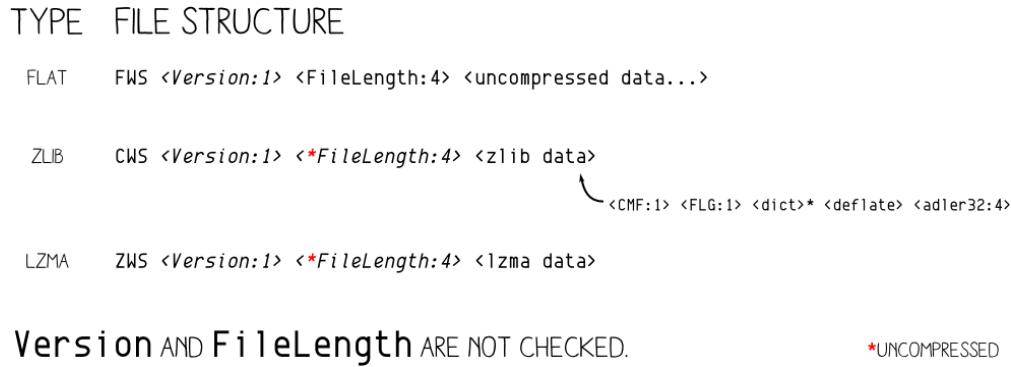 TYPE FILE STRUCTURE
FLAT FWS <Version:1> <FileLength:4> <uncompressed data...>
ZLIB CWS <Version:1> <*FileLength:4> <zlib data>
<CMF:1> <FLG:1> <dict>* <deflate> <adler32:4>
LZMA ZWS <Version:1> <*FileLength:4> <lzma data>
Version AND FileLength ARE NOT CHECKED. *UNCOMPRESSED